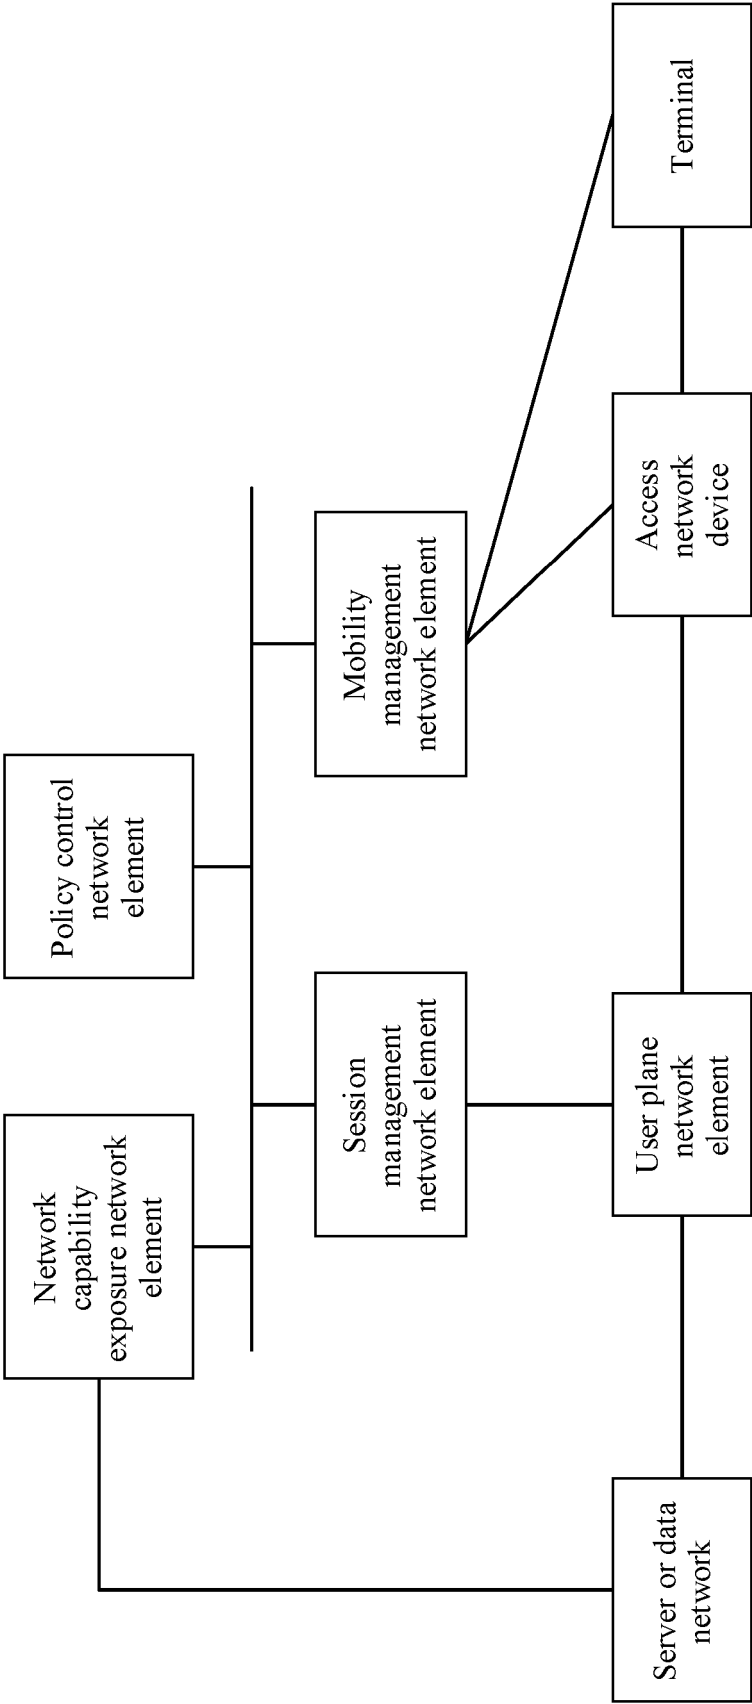 Network
capability
exposure network
element
Policy control
network
element
Session
management
network element
Mobility
management
network element
Server or data
network
User plane
network
element
Access
network
device
Terminal